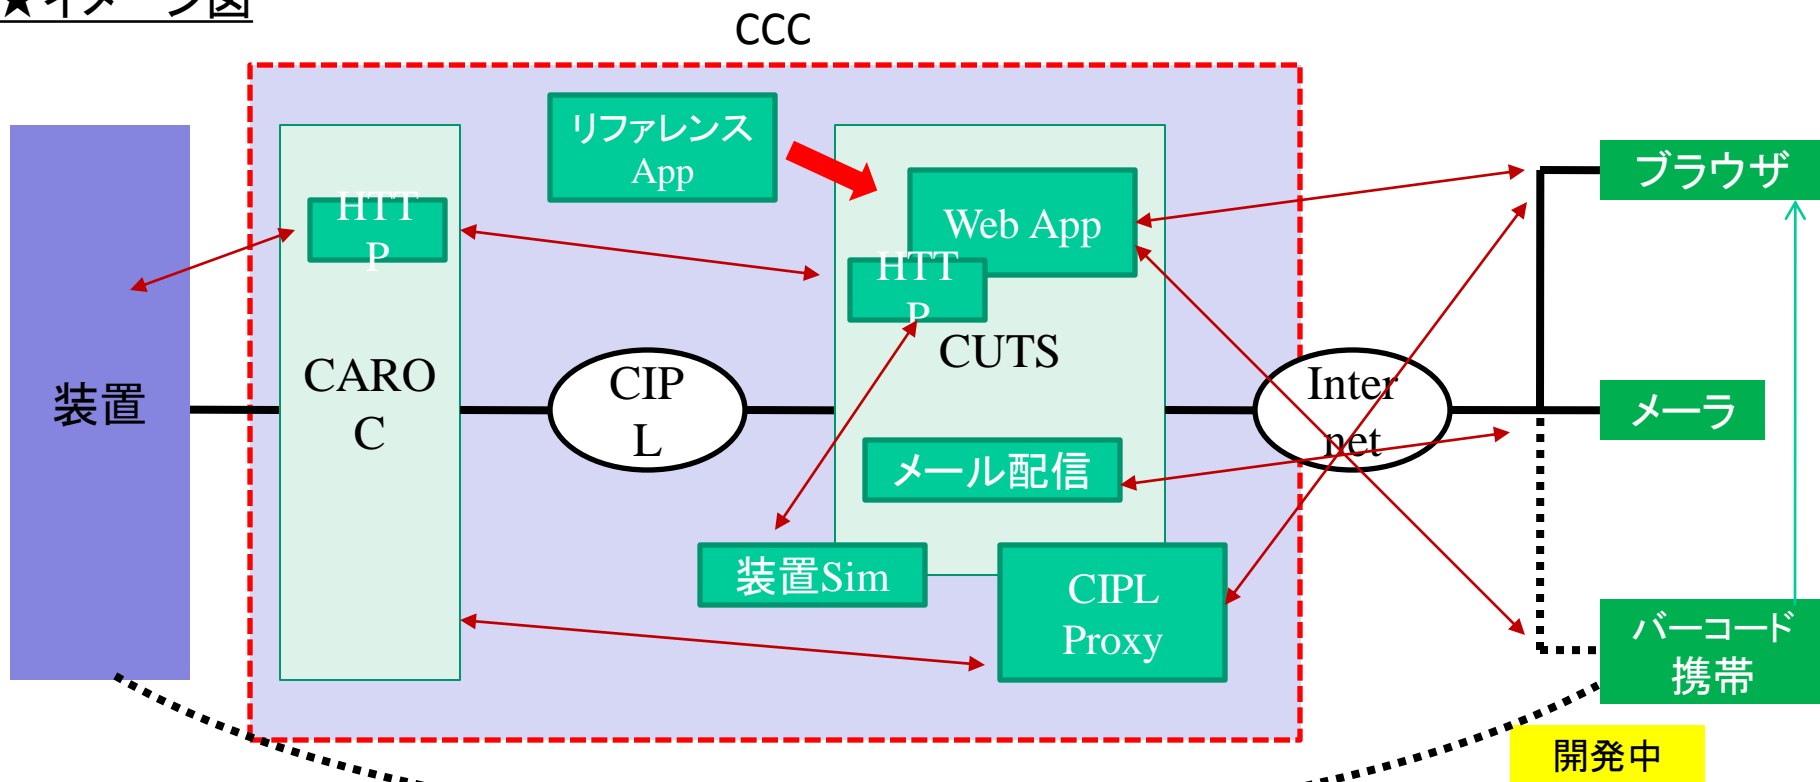 ★イメージ図
CCC
リファレンス
App
HTT
P
Web App
HTT
P
CUTS
装置
CARO
C
CIP
L
Inter
net
メール配信
装置Sim
CIPL
Proxy
ブラウザ
メーラ
バーコード
携帯
開発中